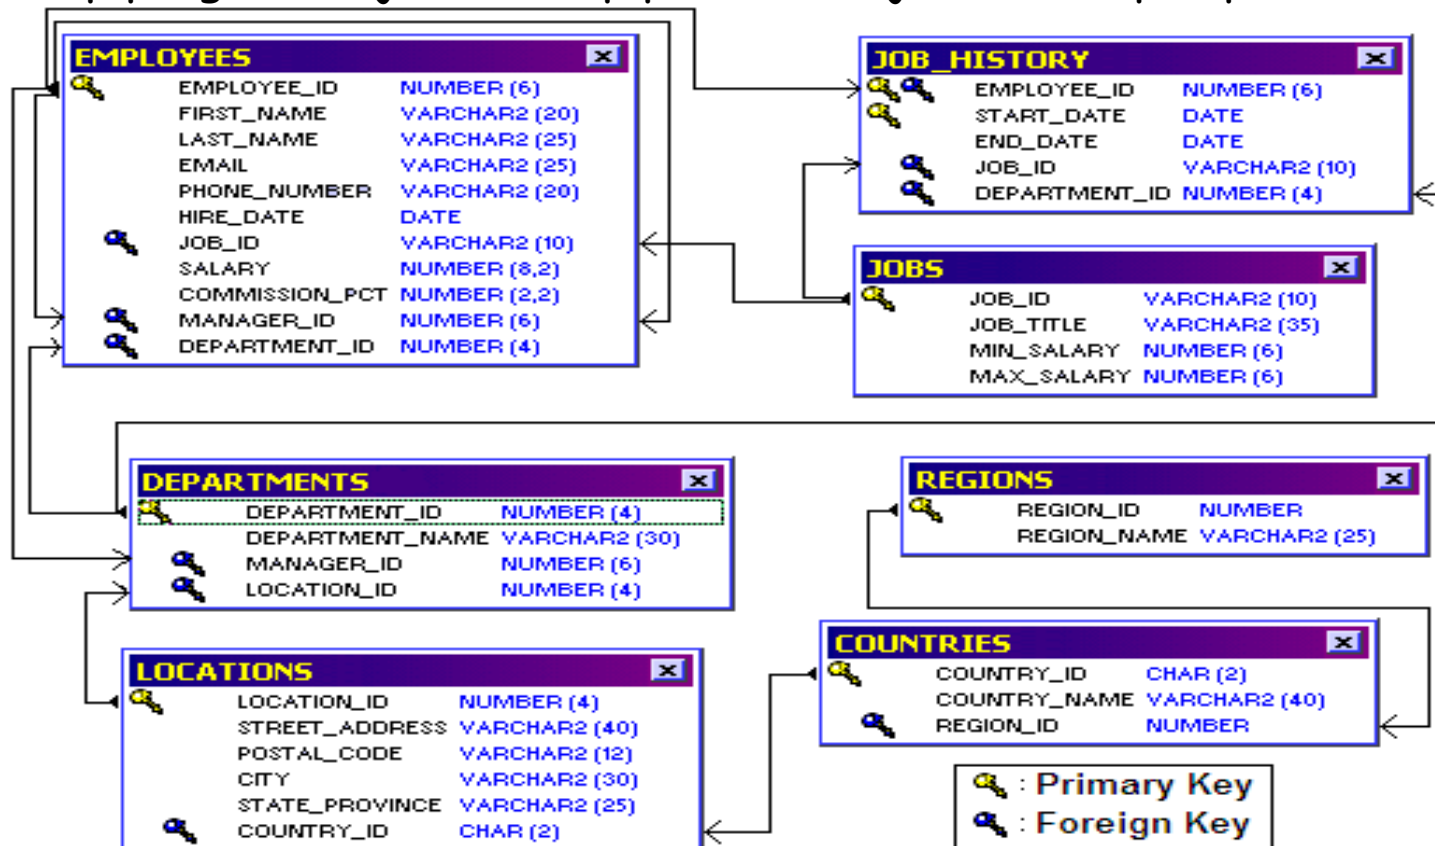 EMPLOYEES
EMPLOYEE_ID NUMBER (6)
FIRST_NAME VARCHAR2 (20)
LAST_NAME VARCHAR2 (25)
EMAIL VARCHAR2 (25)
PHONE_NUMBER VARCHAR2 (20)
HIRE_DATE DATE
JOB_ID VARCHAR2 (10)
SALARY NUMBER (8,2)
COMMISSION_PCT NUMBER (2,2)
MANAGER_ID NUMBER (6)
DEPARTMENT_ID NUMBER (4)
JOB_HISTORY
EMPLOYEE_ID NUMBER (6)
START_DATE DATE
END_DATE DATE
JOB_ID VARCHAR2 (10)
DEPARTMENT_ID NUMBER (4)
JOBS
JOB_ID VARCHAR2 (10)
JOB_TITLE VARCHAR2 (35)
MIN_SALARY NUMBER (6)
MAX_SALARY NUMBER (6)
DEPARTMENTS
DEPARTMENT_ID NUMBER (4)
DEPARTMENT_NAME VARCHAR2 (30)
MANAGER_ID NUMBER (6)
LOCATION_ID NUMBER (4)
REGIONS
REGION_ID NUMBER
REGION_NAME VARCHAR2 (25)
LOCATIONS
LOCATION_ID NUMBER (4)
STREET_ADDRESS VARCHAR2 (40)
POSTAL_CODE VARCHAR2 (12)
CITY VARCHAR2 (30)
STATE_PROVINCE VARCHAR2 (25)
COUNTRY_ID CHAR (2)
COUNTRIES
COUNTRY_ID CHAR (2)
COUNTRY_NAME VARCHAR2 (40)
REGION_ID NUMBER
: Primary Key
: Foreign Key